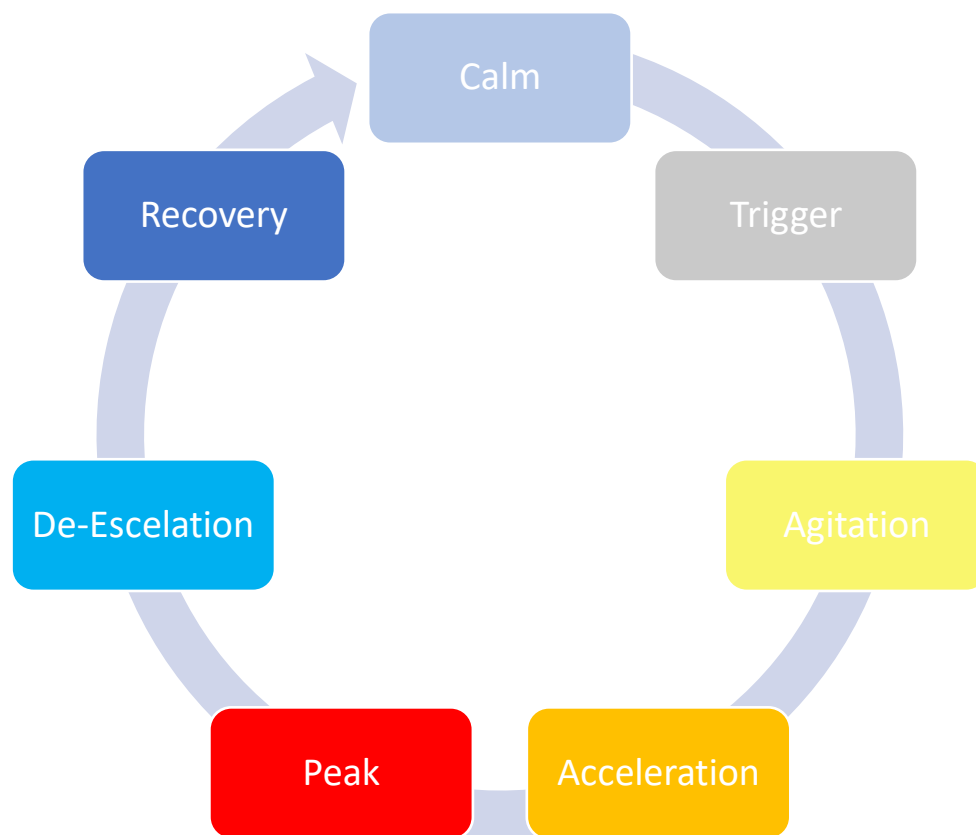 Calm
Trigger
Agitation
Acceleration
Peak
De-Escelation
Recovery